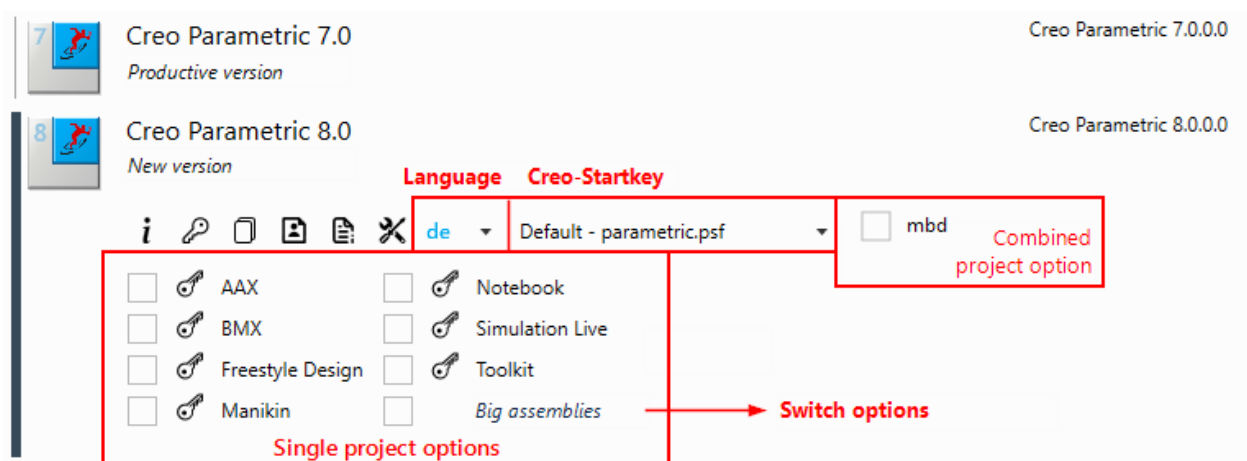 7
Creo Parametric 7.0
Creo Parametric 7.0.0.0
Productive version
8
Creo Parametric 8.0
Creo Parametric 8.0.0.0
New version
Language Creo-Startkey
i de Default - parametric.psf mbd
Combined
project option
AAX Notebook
BMX Simulation Live
Freestyle Design Toolkit
Manikin Big assemblies Switch options
Single project options